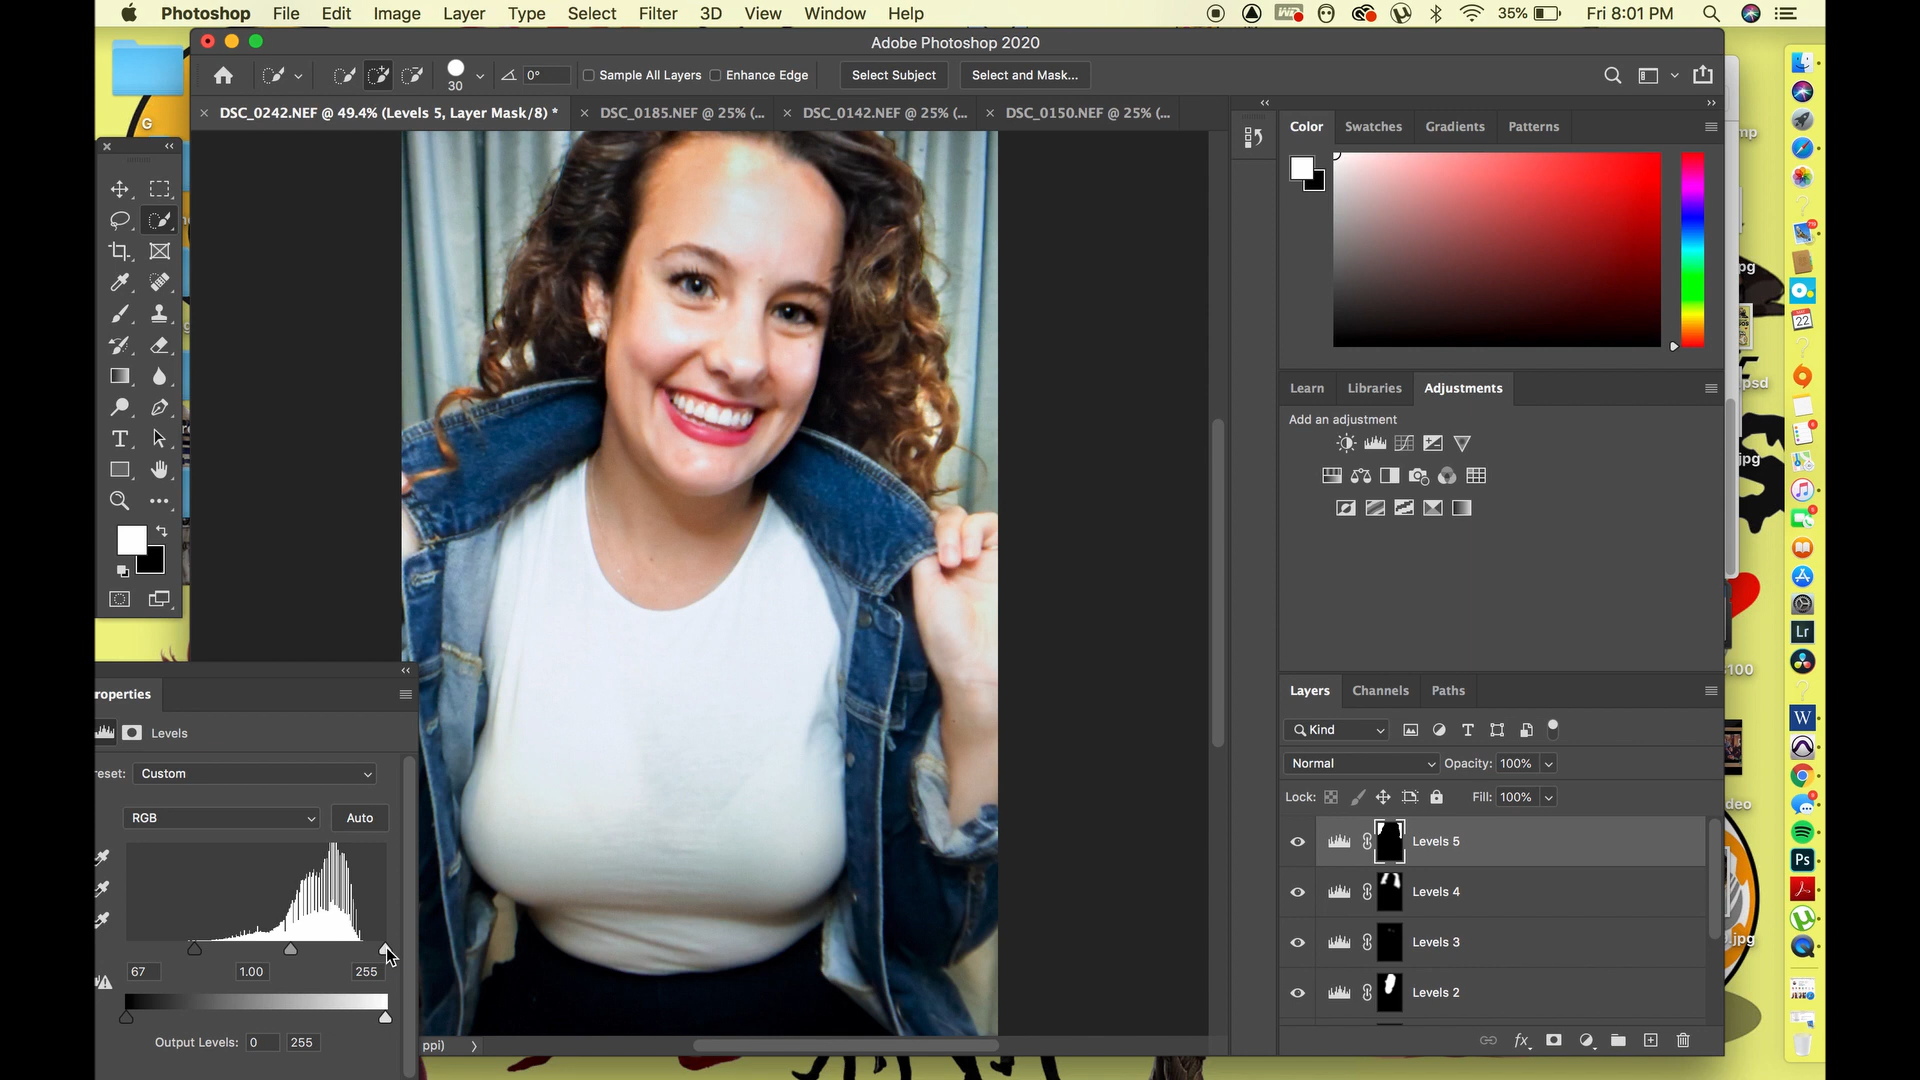 Photoshop File Edit Image Layer Type Select Filter 3D View Window Help 35% Fri 8:01 PM
Adobe Photoshop 2020
30 0° Sample All Layers Enhance Edge Select Subject Select and Mask...
DSC_0242.NEF @ 49.4% (Levels 5, Layer Mask/8) * DSC_0185.NEF @ 25% (... DSC_0142.NEF @ 25% (... DSC_0150.NEF @ 25% (...
G
Color Swatches Gradients Patterns
mp
pg
22
Learn Libraries Adjustments
psd
Add an adjustment
jpg
Lr
100
roperties
Layers Channels Paths
Levels
Kind
W
reset: Custom
Normal Opacity: 100%
Lock: Fill: 100%
deo
RGB Auto
Levels 5
Ps
Levels 4
Levels 3
o.jpg
67 1.00 255
Levels 2
Output Levels: 0 255
ppi)
fx